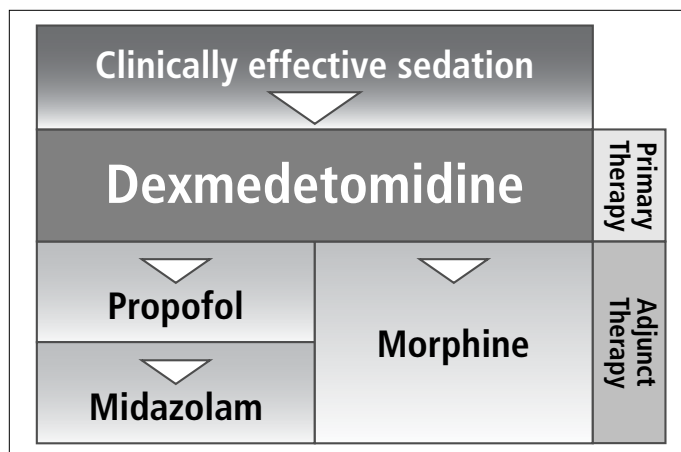 Clinically effective sedation
Dexmedetomidine
Primary
Therapy
Propofol
Midazolam
Morphine
Adjunct
Therapy